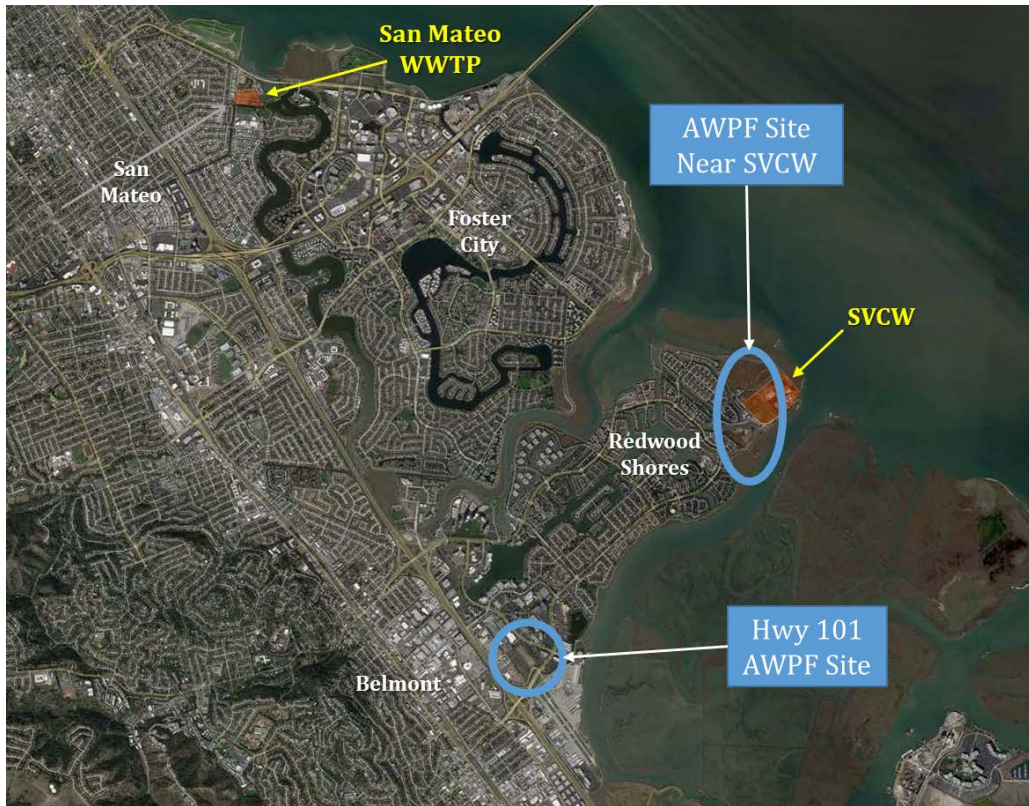 San Mateo
WWTP
AWPF Site
Near SVCW
San
Mateo
Foster
City
SVCW
Redwood
Shores
Hwy 101
AWPF Site
Belmont